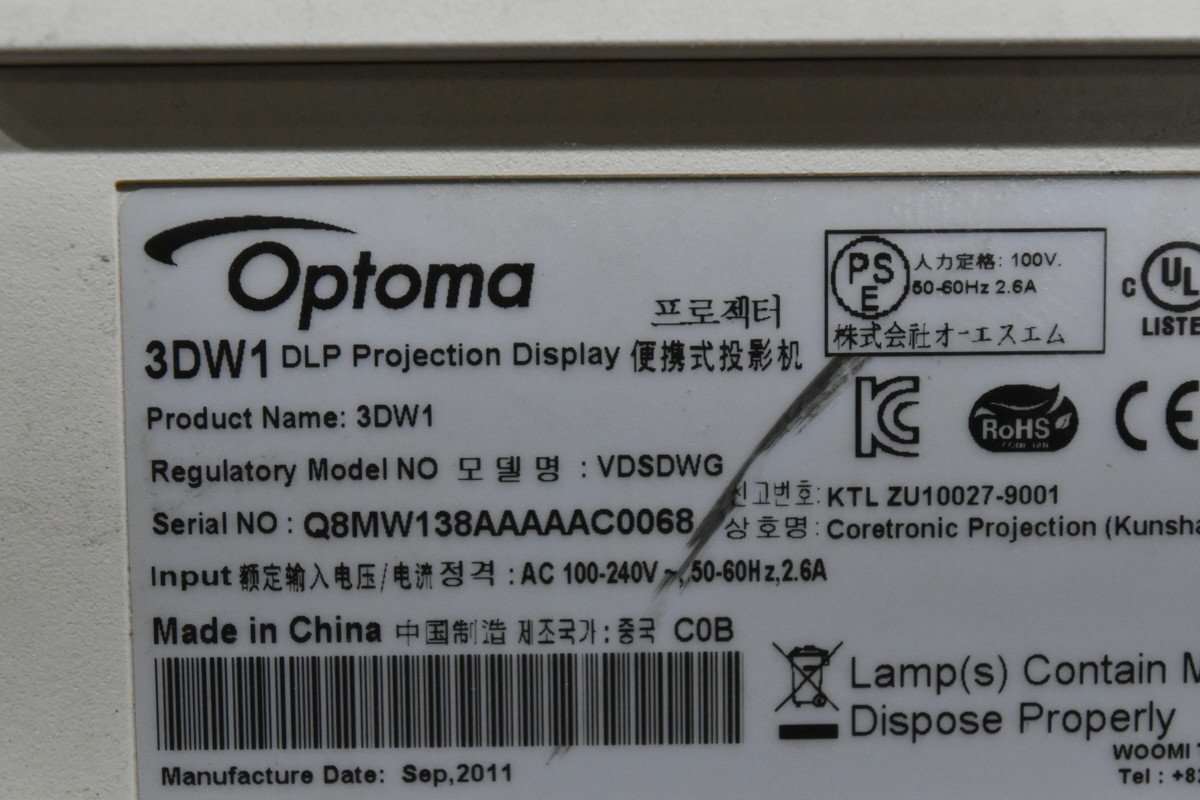 Optoma
프로젝터
3DW1 DLP Projection Display 便携式投影机
Product Name: 3DW1
Regulatory Model NO 모델명 : VDSDWG
Serial NO : Q8MW138AAAAAC0068
Input 额定输入电压/电流 정격 : AC 100-240V ~, 50-60Hz,2.6A
Made in China 中国制造 제조국가 : 중국 C0B
Manufacture Date: Sep,2011
PS
E
人力定格: 100V.
50-60Hz 2.6A
株式会社オーエスエム
C UL
LISTE
KC
RoHS
CE
신고번호: KTL ZU10027-9001
상호명: Coretronic Projection (Kunsha
Lamp(s) Contain M
Dispose Properly
WOOMI T
Tel : +82